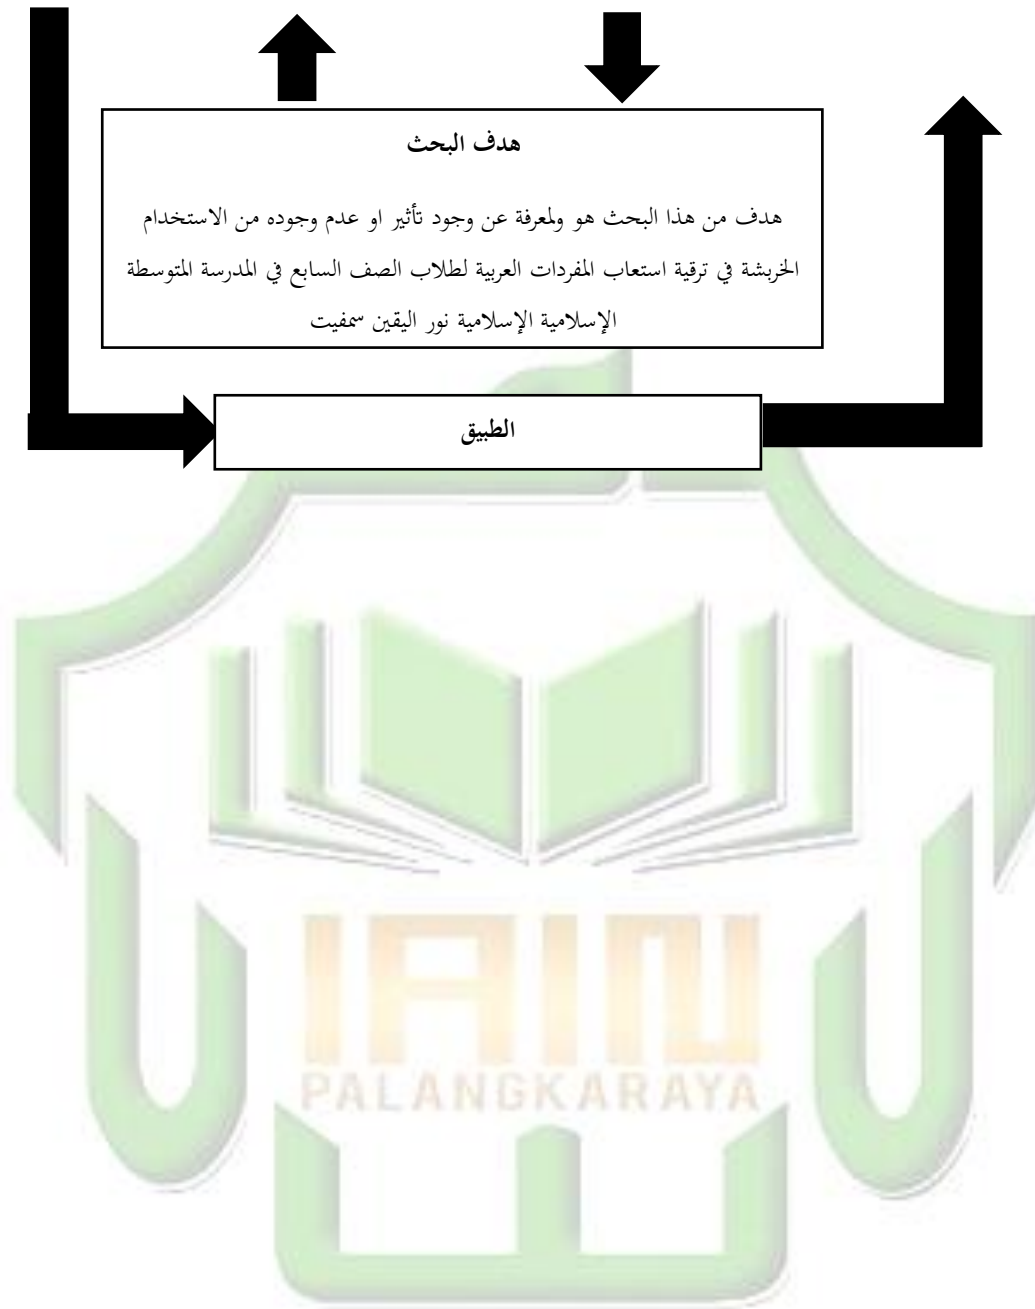 هدف البحث
هدف من هذا البحث هو ولمعرفة عن وجود تأثير او عدم وجوده من الاستخدام
الخربشة في ترقية استعاب المفردات العربية لطلاب الصف السابع في المدرسة المتوسطة
الإسلامية الإسلامية نور اليقين سمفيت
الطبيق
IAIN
PALANGKARAYA